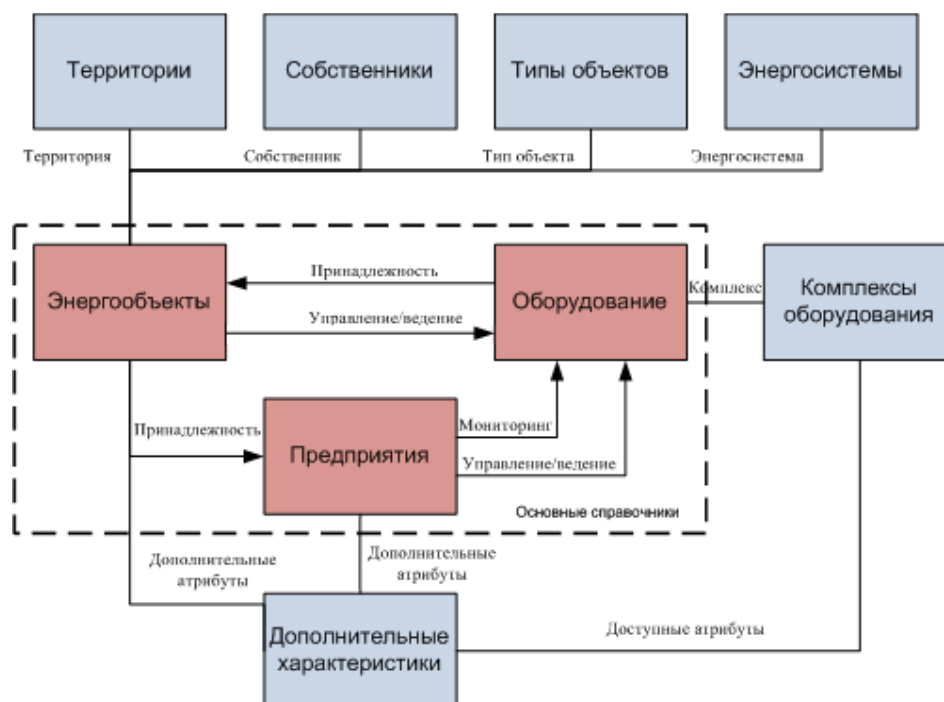 Территории
Собственники
Типы объектов
Энергосистемы
Территория
Собственник
Тип объекта
Энергосистема
Энергообъекты
Принадлежность
Управление/ведение
Оборудование
Комплекс
Комплексы
оборудования
Принадлежность
Предприятия
Мониторинг
Управление/ведение
Основные справочники
Дополнительные
атрибуты
Дополнительные
атрибуты
Дополнительные
характеристики
Доступные атрибуты